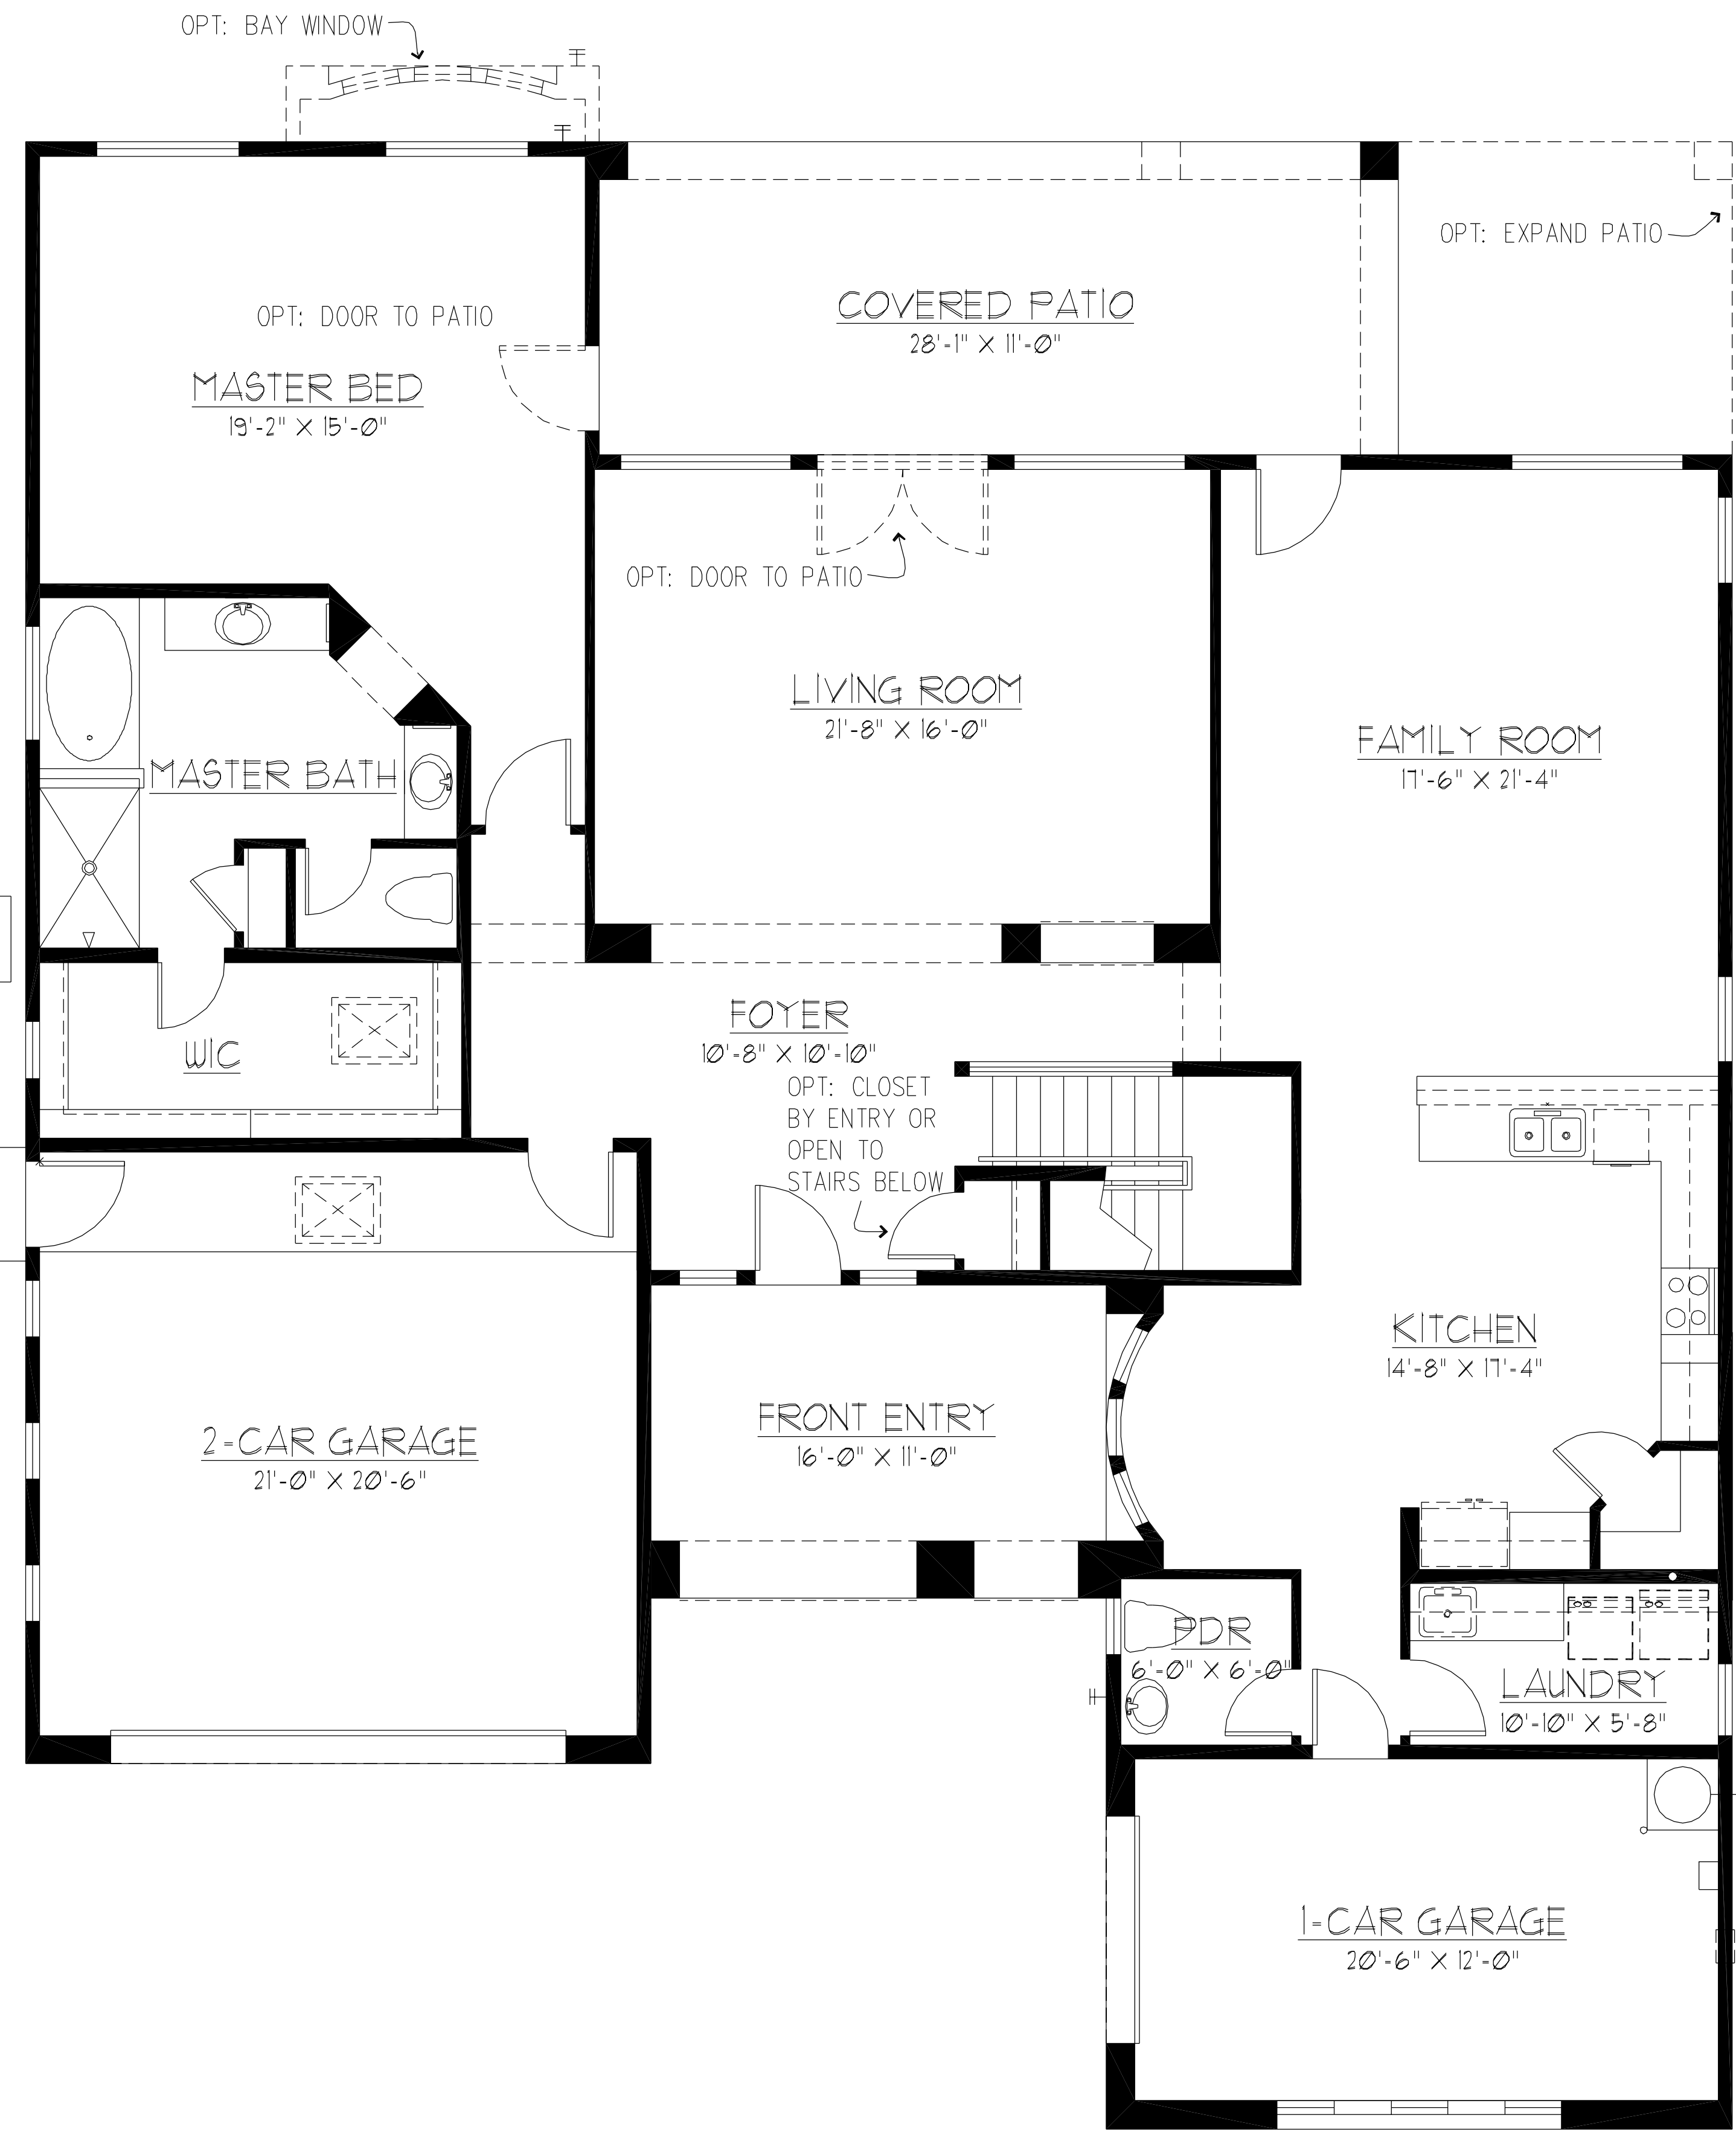 OPT: BAY WINDOW
OPT: EXPAND PATIO
COVERED PATIO
28'-1" X 11'-0"
OPT: DOOR TO PATIO
MASTER BED
19'-2" X 15'-0"
OPT: DOOR TO PATIO
LIVING ROOM
21'-8" X 16'-0"
FAMILY ROOM
17'-6" X 21'-4"
MASTER BATH
FOYER
10'-8" X 10'-10"
WIC
OPT: CLOSET
BY ENTRY OR
OPEN TO
STAIRS BELOW
KITCHEN
14'-8" X 17'-4"
FRONT ENTRY
16'-0" X 11'-0"
2-CAR GARAGE
21'-0" X 20'-6"
PDR
6'-0" X 6'-0"
LAUNDRY
10'-10" X 5'-8"
1-CAR GARAGE
20'-6" X 12'-0"